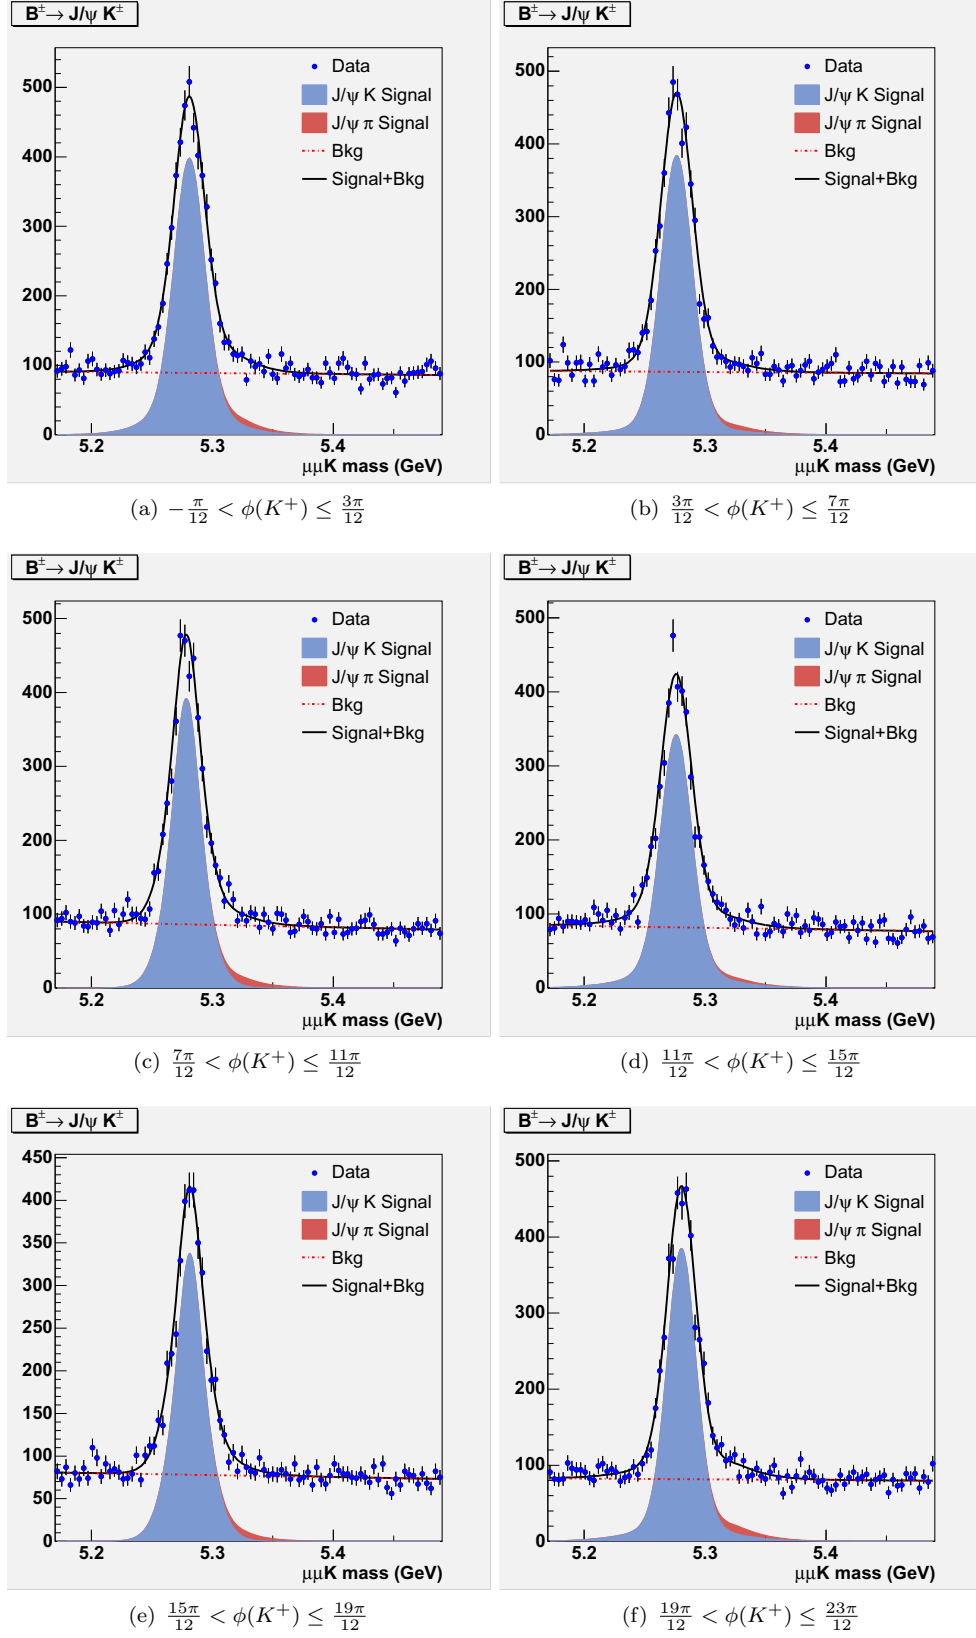 B± → J/ψ K±
500
400
300
200
100
0
Data
J/ψ K Signal
J/ψ π Signal
Bkg
Signal+Bkg
5.2 5.3 5.4
μμK mass (GeV)
(a) −π/12 < φ(K⁺) ≤ 3π/12
B± → J/ψ K±
500
400
300
200
100
0
Data
J/ψ K Signal
J/ψ π Signal
Bkg
Signal+Bkg
5.2 5.3 5.4
μμK mass (GeV)
(b) 3π/12 < φ(K⁺) ≤ 7π/12
B± → J/ψ K±
500
400
300
200
100
0
Data
J/ψ K Signal
J/ψ π Signal
Bkg
Signal+Bkg
5.2 5.3 5.4
μμK mass (GeV)
(c) 7π/12 < φ(K⁺) ≤ 11π/12
B± → J/ψ K±
500
400
300
200
100
0
Data
J/ψ K Signal
J/ψ π Signal
Bkg
Signal+Bkg
5.2 5.3 5.4
μμK mass (GeV)
(d) 11π/12 < φ(K⁺) ≤ 15π/12
B± → J/ψ K±
450
400
350
300
250
200
150
100
50
0
Data
J/ψ K Signal
J/ψ π Signal
Bkg
Signal+Bkg
5.2 5.3 5.4
μμK mass (GeV)
(e) 15π/12 < φ(K⁺) ≤ 19π/12
B± → J/ψ K±
500
400
300
200
100
0
Data
J/ψ K Signal
J/ψ π Signal
Bkg
Signal+Bkg
5.2 5.3 5.4
μμK mass (GeV)
(f) 19π/12 < φ(K⁺) ≤ 23π/12